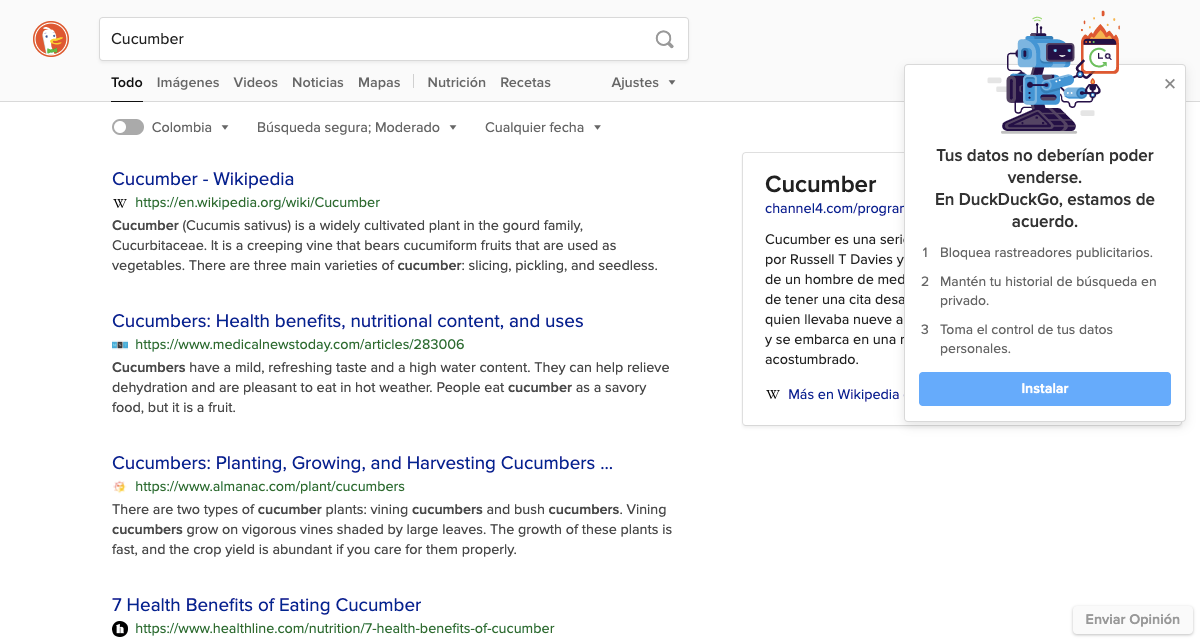 Cucumber
Todo Imágenes Videos Noticias Mapas Nutrición Recetas Ajustes
Colombia Búsqueda segura; Moderado Cualquier fecha
Cucumber - Wikipedia
https://en.wikipedia.org/wiki/Cucumber
Cucumber (Cucumis sativus) is a widely cultivated plant in the gourd family,
Cucurbitaceae. It is a creeping vine that bears cucumiform fruits that are used as
vegetables. There are three main varieties of cucumber: slicing, pickling, and seedless.
Cucumbers: Health benefits, nutritional content, and uses
https://www.medicalnewstoday.com/articles/283006
Cucumbers have a mild, refreshing taste and a high water content. They can help relieve
dehydration and are pleasant to eat in hot weather. People eat cucumber as a savory
food, but it is a fruit.
Cucumbers: Planting, Growing, and Harvesting Cucumbers ...
https://www.almanac.com/plant/cucumbers
There are two types of cucumber plants: vining cucumbers and bush cucumbers. Vining
cucumbers grow on vigorous vines shaded by large leaves. The growth of these plants is
fast, and the crop yield is abundant if you care for them properly.
7 Health Benefits of Eating Cucumber
https://www.healthline.com/nutrition/7-health-benefits-of-cucumber
Cucumber
channel4.com/program
Cucumber es una serie
por Russell T Davies y
de un hombre de med
de tener una cita desa
quien llevaba nueve a
y se embarca en una
acostumbrado.
Más en Wikipedia
Tus datos no deberían poder
venderse.
En DuckDuckGo, estamos de
acuerdo.
1 Bloquea rastreadores publicitarios.
2 Mantén tu historial de búsqueda en
privado.
3 Toma el control de tus datos
personales.
Instalar
Enviar Opinión